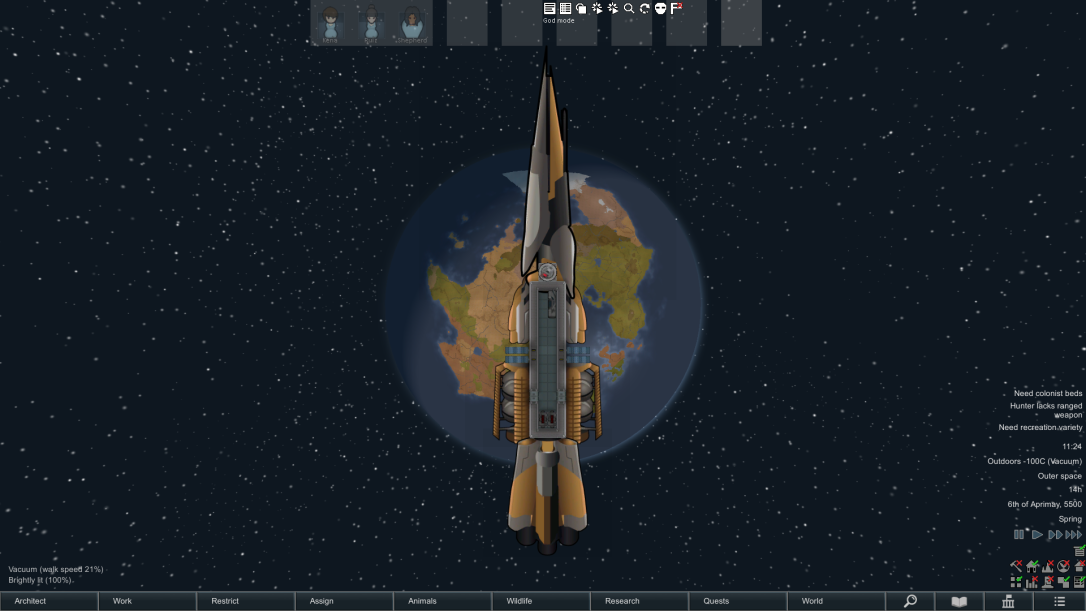 God mode
Shepherd
Need colonist beds
Hunter lacks ranged
weapon
Need recreation variety
11:24
Outdoors -100C (Vacuum)
Outer space
14h
6th of Aprimay, 5500
Spring
Vacuum (walk speed 21%)
Brightly lit (100%)
Architect
Work
Restrict
Assign
Animals
Wildlife
Research
Quests
World